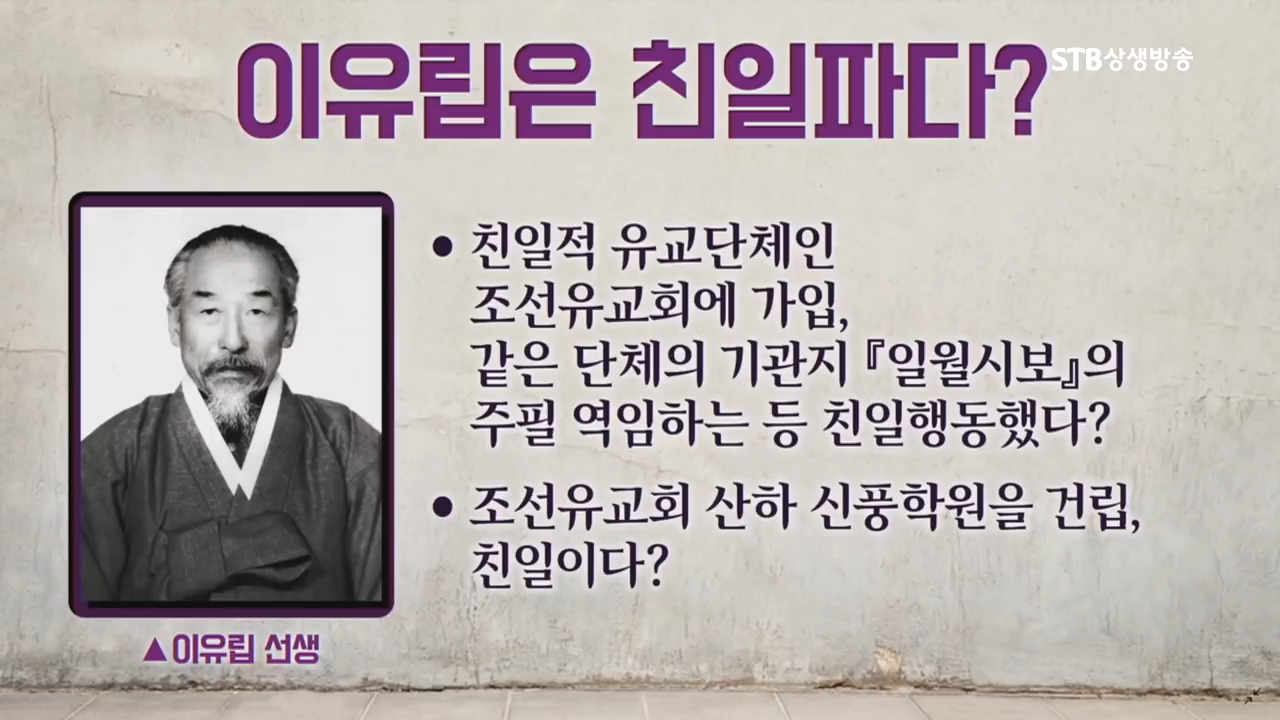 이유립은 친일파다?
STB상생방송
• 친일적 유교단체인
조선유교회에 가입,
같은 단체의 기관지 『일월시보』의
주필 역임하는 등 친일행동했다?
• 조선유교회 산하 신풍학원을 건립,
친일이다?
▲이유립 선생